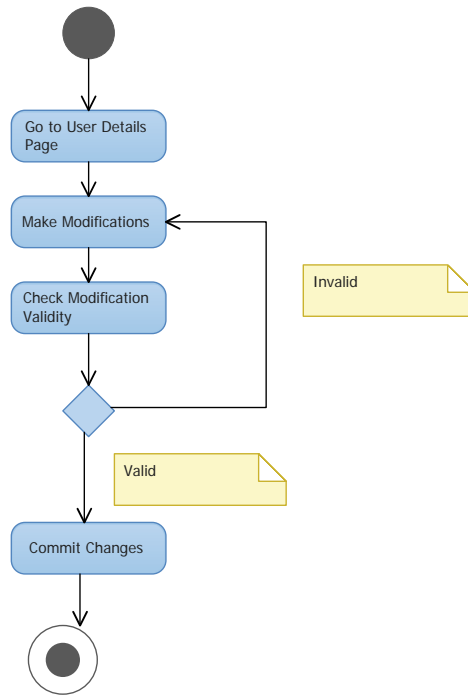 Go to User Details
Page
Make Modifications
Check Modification
Validity
Invalid
Valid
Commit Changes